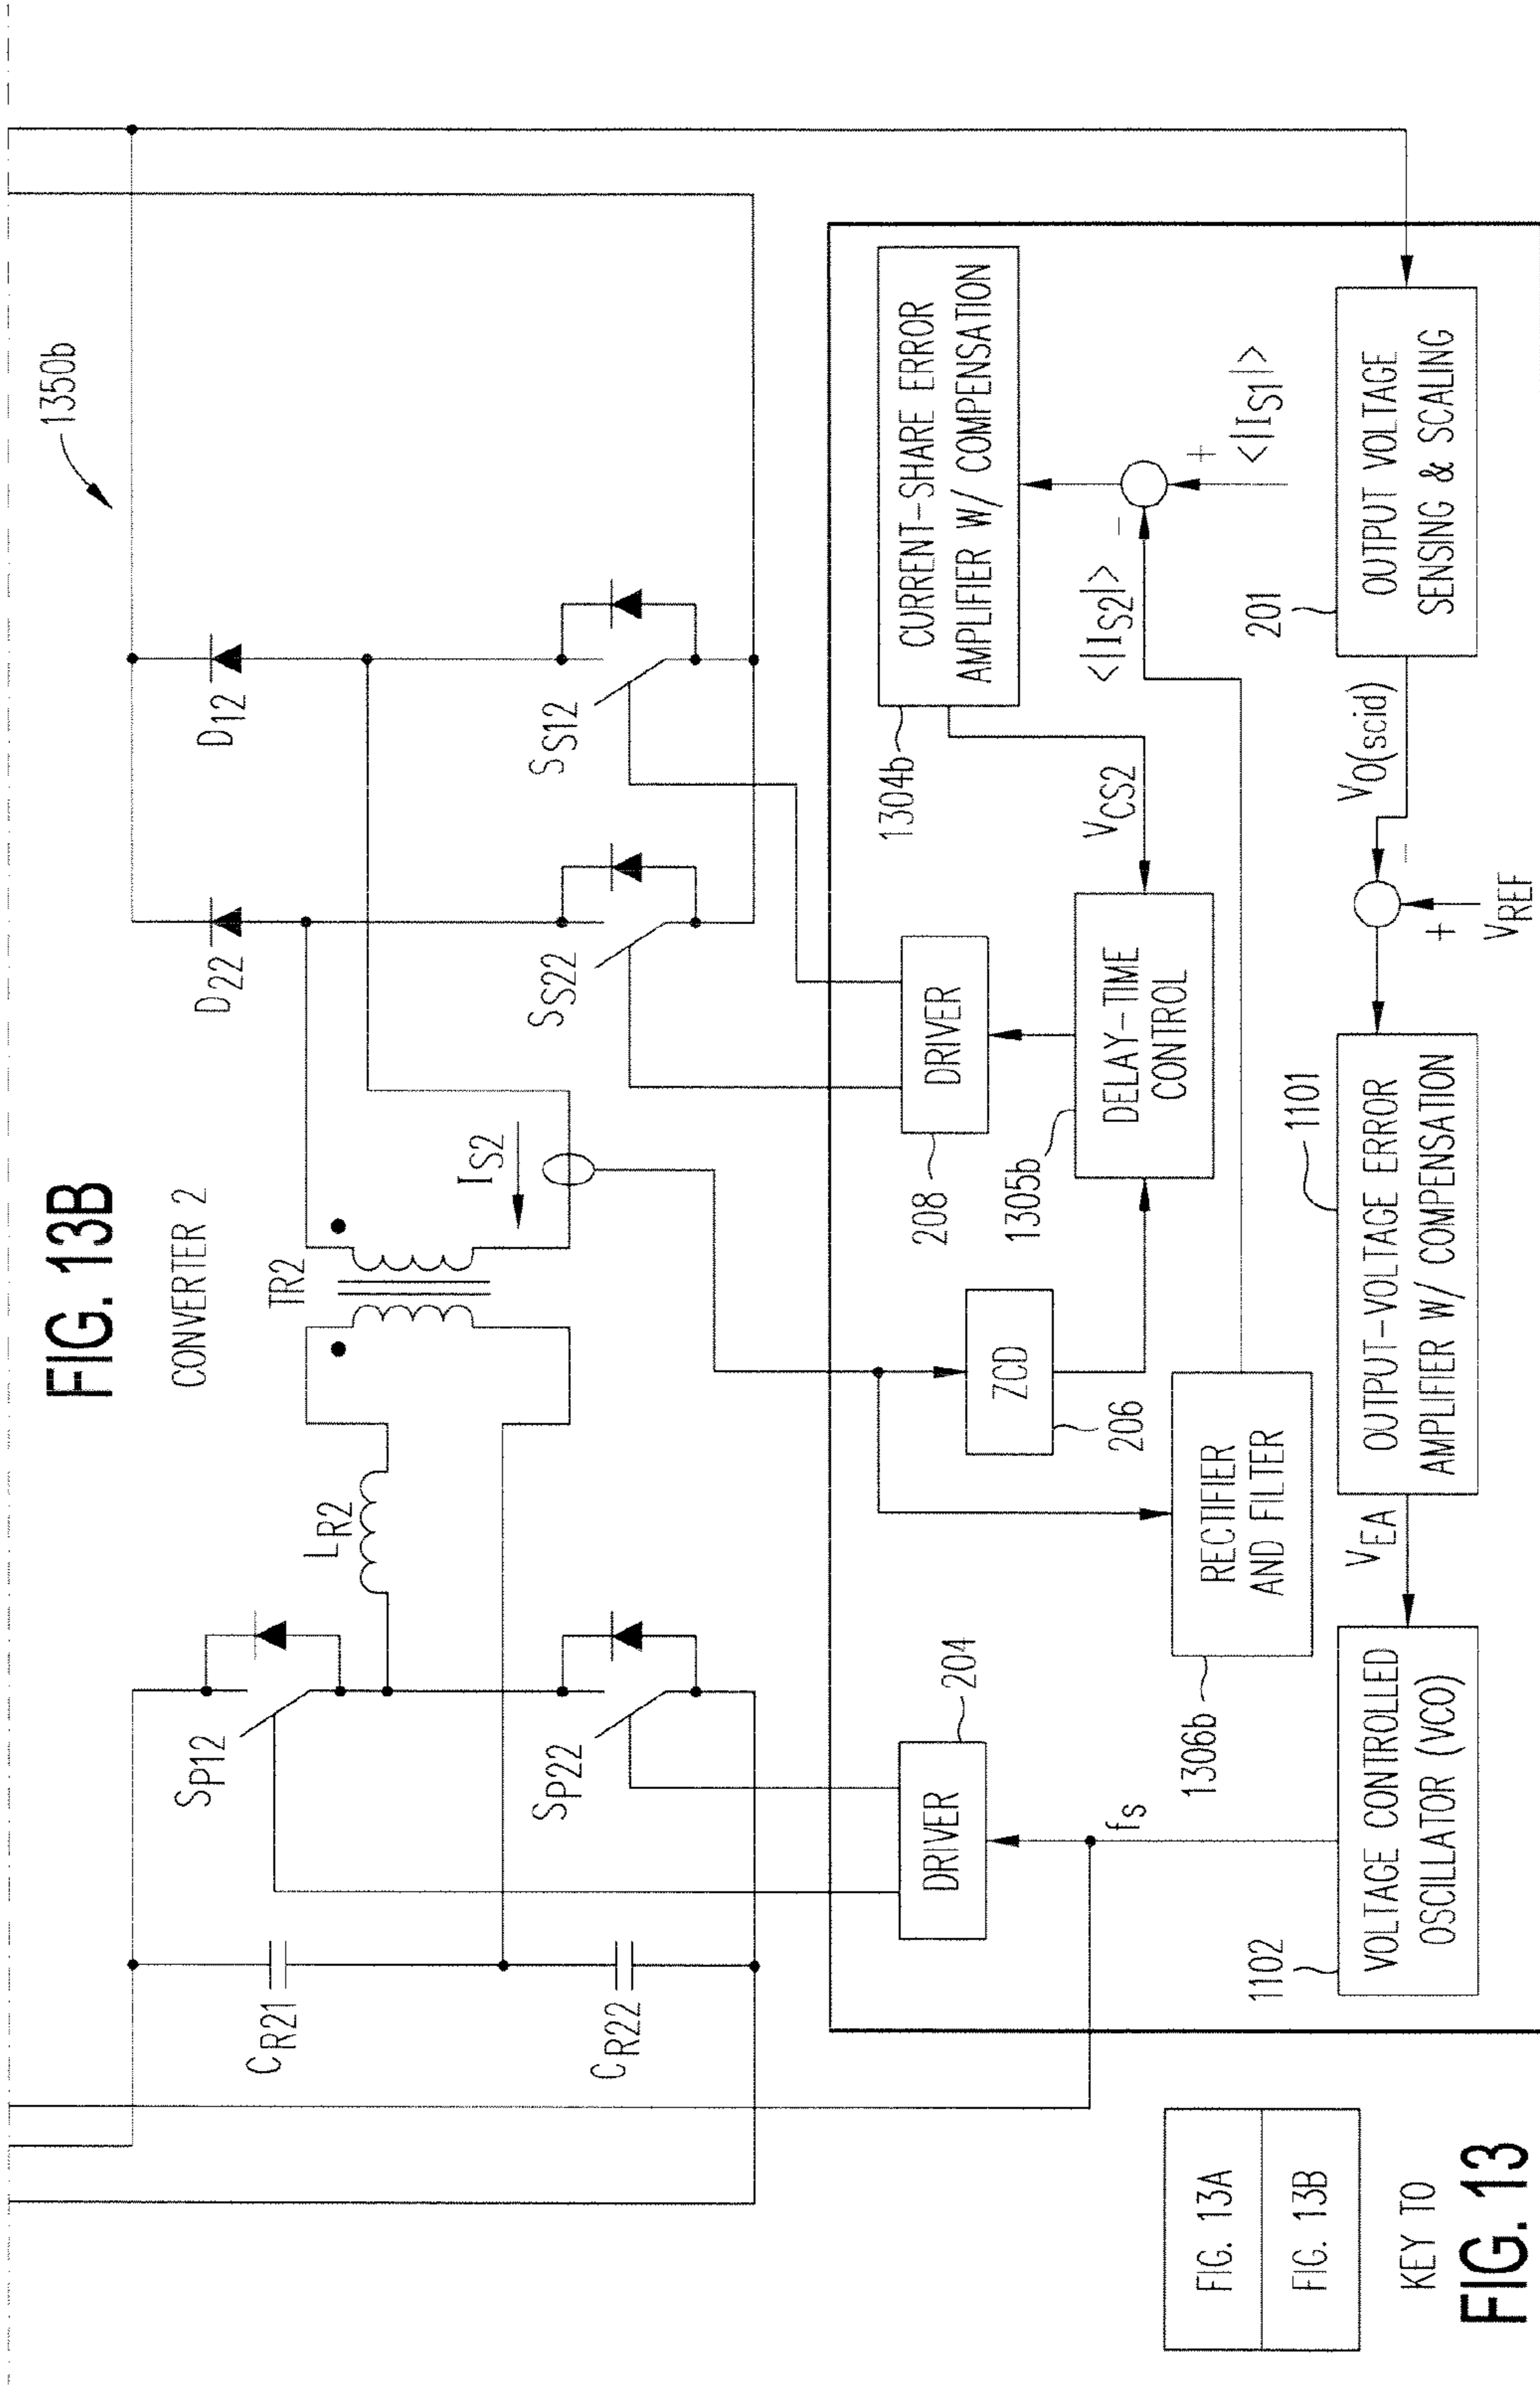 FIG. 13B
CONVERTER 2
1350b
TR2
LR2
IS2
D22
D12
SP12
SP22
SS22
SS12
CR21
CR22
DRIVER
204
fS
ZCD
206
DRIVER
208
DELAY-TIME
CONTROL
1305b
VCS2
CURRENT-SHARE ERROR
AMPLIFIER W/ COMPENSATION
1304b
<|IS2|>
-
+
<|IS1|>
RECTIFIER
AND FILTER
1306b
VOLTAGE CONTROLLED
OSCILLATOR (VCO)
1102
VEA
OUTPUT-VOLTAGE ERROR
AMPLIFIER W/ COMPENSATION
1101
+
-
VREF
VO(scid)
OUTPUT VOLTAGE
SENSING & SCALING
201
FIG. 13A
FIG. 13B
KEY TO
FIG. 13